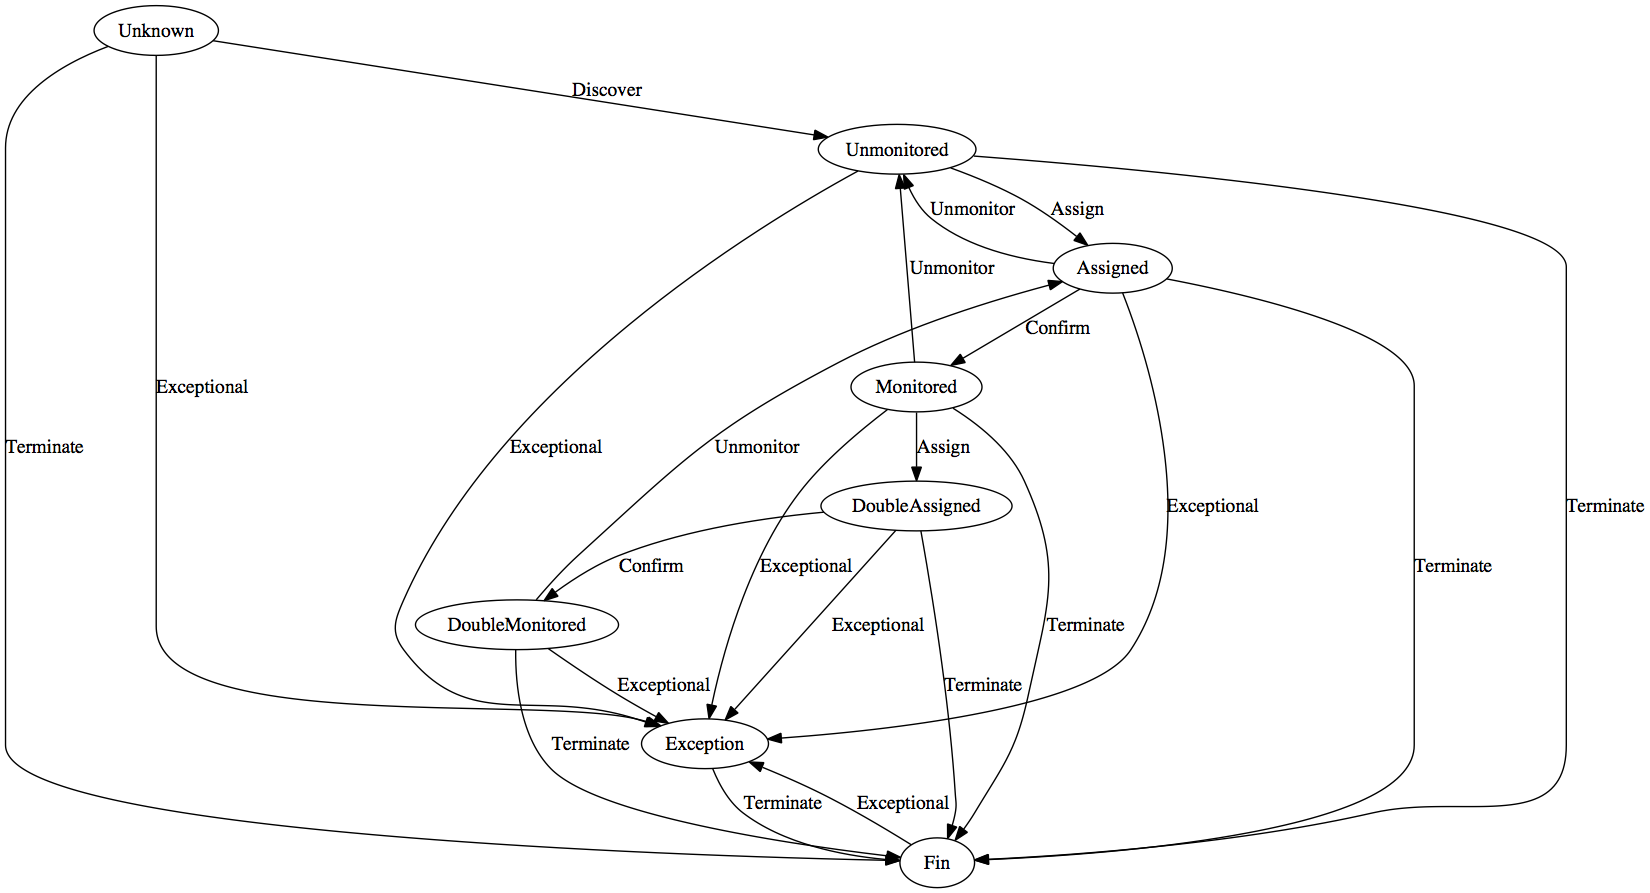 Unknown
Discover
Unmonitored
Unmonitor
Assign
Unmonitor
Assigned
Confirm
Exceptional
Monitored
Terminate
Exceptional
Unmonitor
Assign
DoubleAssigned
Exceptional
Terminate
Confirm
Exceptional
Terminate
DoubleMonitored
Exceptional
Terminate
Exceptional
Terminate
Terminate
Exception
Terminate
Exceptional
Fin